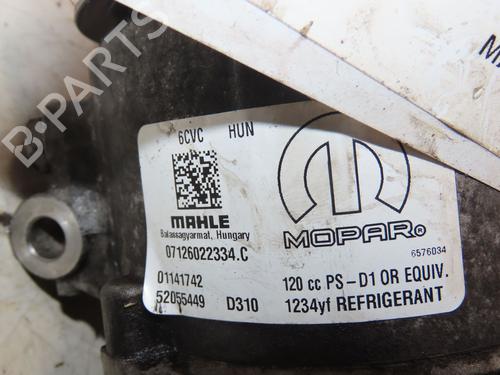 6CVC HUN
MAHLE
Balassagyarmat, Hungary
07126022334.C
01141742
52055449 D310
MOPAR®
6576034
120 cc PS-D1 OR EQUIV.
1234yf REFRIGERANT